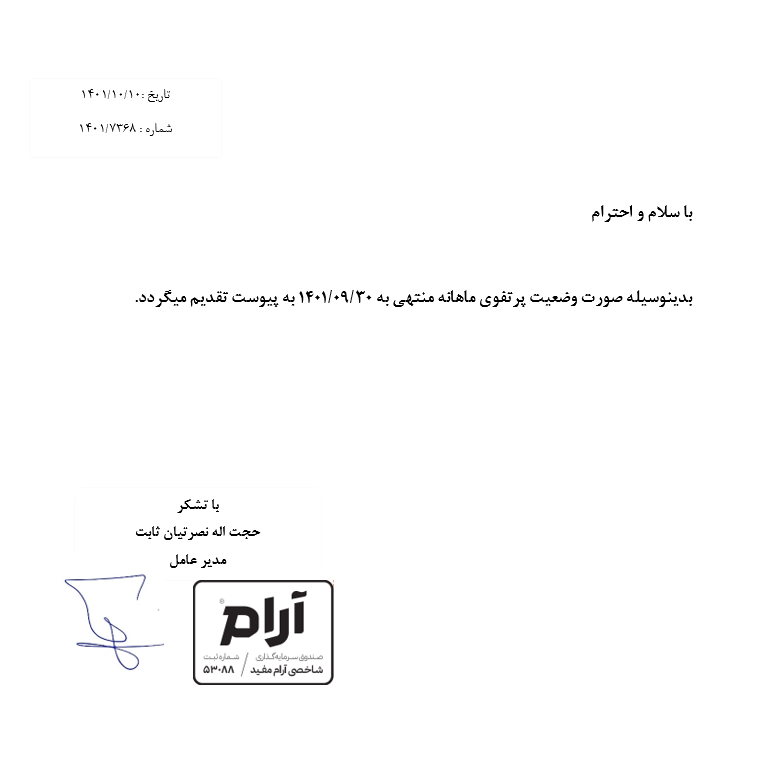 تاریخ :۱۴۰۱/۱۰/۱۰
شماره : ۱۴۰۱/۷۳۶۸
با سلام و احترام
بدینوسیله صورت وضعیت پرتفوی ماهانه منتهی به ۱۴۰۱/۰۹/۳۰ به پیوست تقدیم میگردد.
با تشکر
حجت اله نصرتیان ثابت
مدیر عامل
آرام®
صندوق سرمایه‌گذاری / شماره ثبت
شاخصی آرام مفید / ۵۳۰۸۸